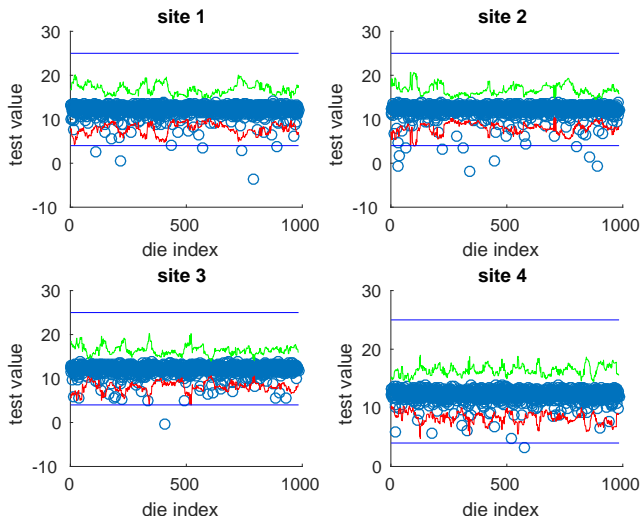 site 1
30
20
10
0
-10
test value
0
500
1000
die index
site 2
30
20
10
0
-10
test value
0
500
1000
die index
site 3
30
20
10
0
-10
test value
0
500
1000
die index
site 4
30
20
10
0
test value
0
500
1000
die index